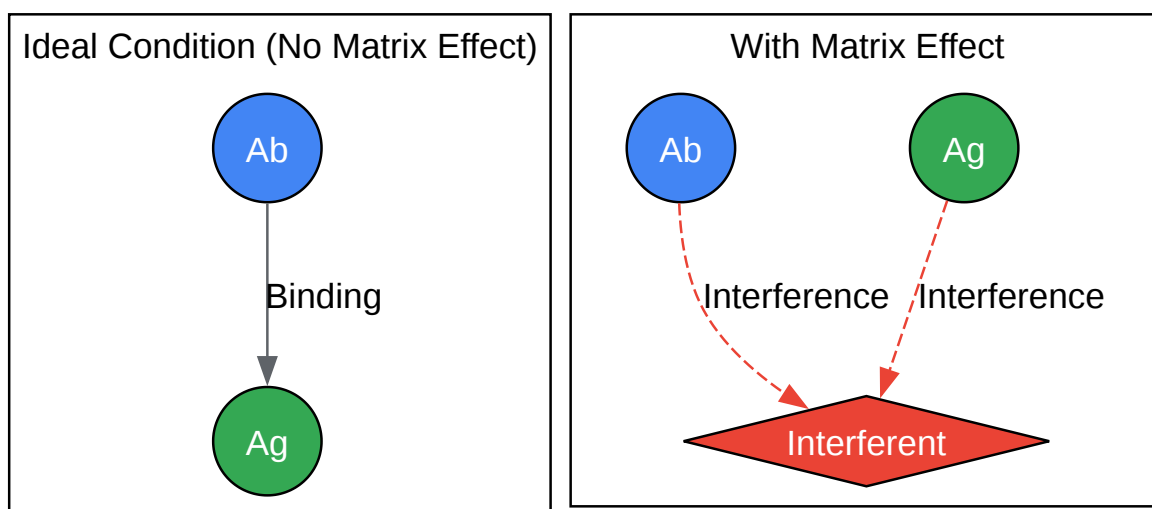 Ideal Condition (No Matrix Effect)
Ab
Binding
Ag
With Matrix Effect
Ab
Ag
Interference
Interference
Interferent